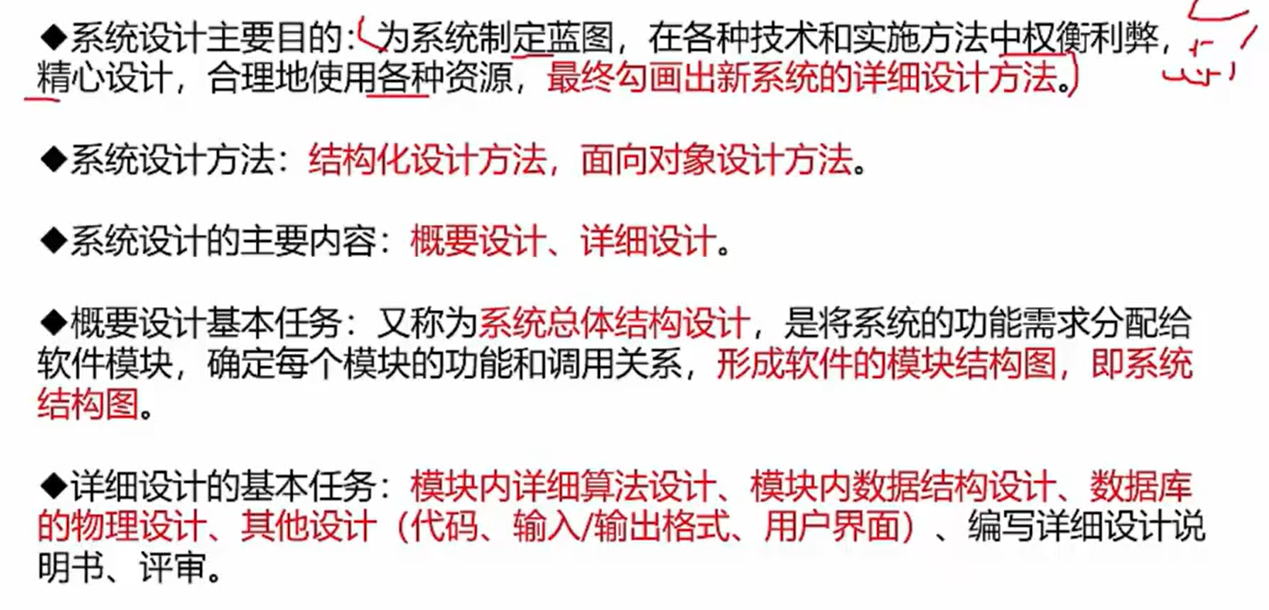 ◆系统设计主要目的：为系统制定蓝图，在各种技术和实施方法中权衡利弊，
精心设计，合理地使用各种资源，最终勾画出新系统的详细设计方法。
◆系统设计方法：结构化设计方法，面向对象设计方法。
◆系统设计的主要内容：概要设计、详细设计。
◆概要设计基本任务：又称为系统总体结构设计，是将系统的功能需求分配给
软件模块，确定每个模块的功能和调用关系，形成软件的模块结构图，即系统
结构图。
◆详细设计的基本任务：模块内详细算法设计、模块内数据结构设计、数据库
的物理设计、其他设计（代码、输入/输出格式、用户界面）、编写详细设计说
明书、评审。